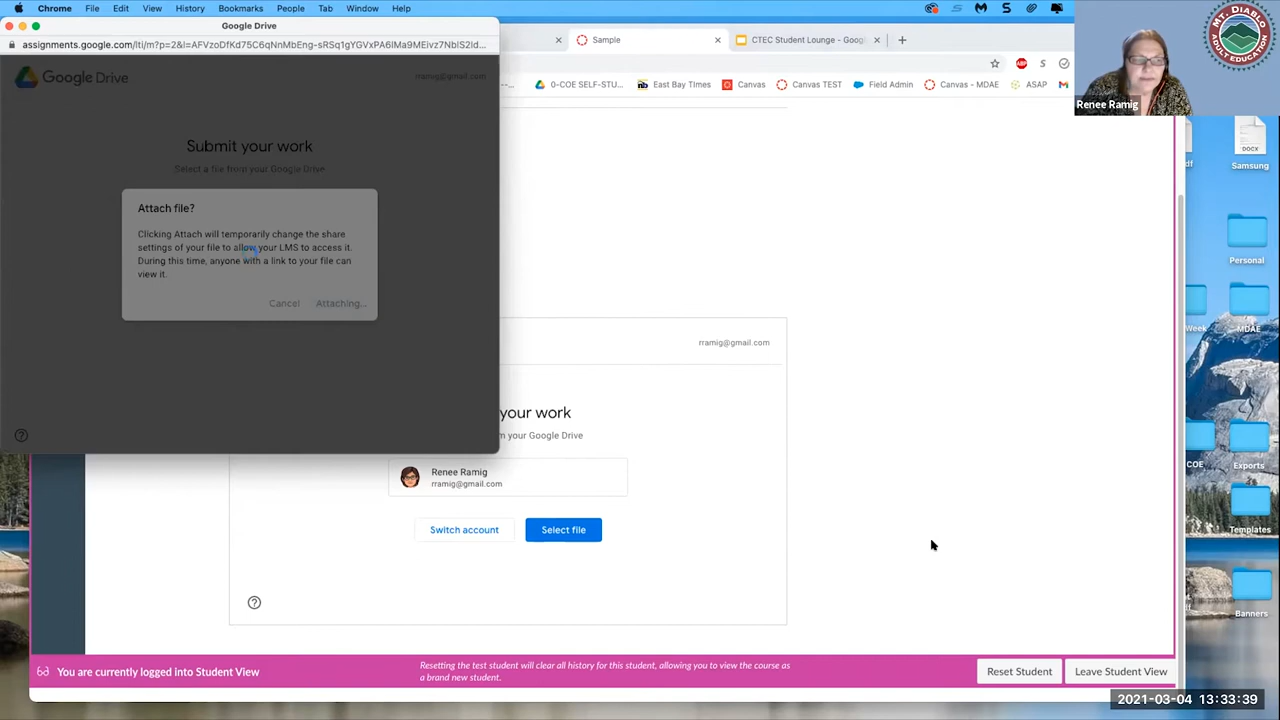 Chrome File Edit View History Bookmarks People Tab Window Help
Google Drive
assignments.google.com/lti/m?p=2&l=AFVzoDfKd75C6qNnMbEng-sRSq1gYGVxPA6IMa9MEivz7NbiS2Id...
Google Drive
rramig@gmail.com
Submit your work
Select a file from your Google Drive
Attach file?
Clicking Attach will temporarily change the share
settings of your file to allow your LMS to access it.
During this time, anyone with a link to your file can
view it.
Cancel Attaching...
Sample
CTEC Student Lounge - Goog
0-COE SELF-STU... East Bay Times Canvas Canvas TEST Field Admin Canvas - MDAE ASAP
rramig@gmail.com
your work
m your Google Drive
Renee Ramig
rramig@gmail.com
Switch account
Select file
You are currently logged into Student View
Resetting the test student will clear all history for this student, allowing you to view the course as
a brand new student.
Reset Student
Leave Student View
Renee Ramig
MT. DIABLO
ADULT EDUCATION
DOCX
df
Samsung
Personal
Week
MDAE
COE
Exports
Templates
Banners
2021-03-04 13:33:39